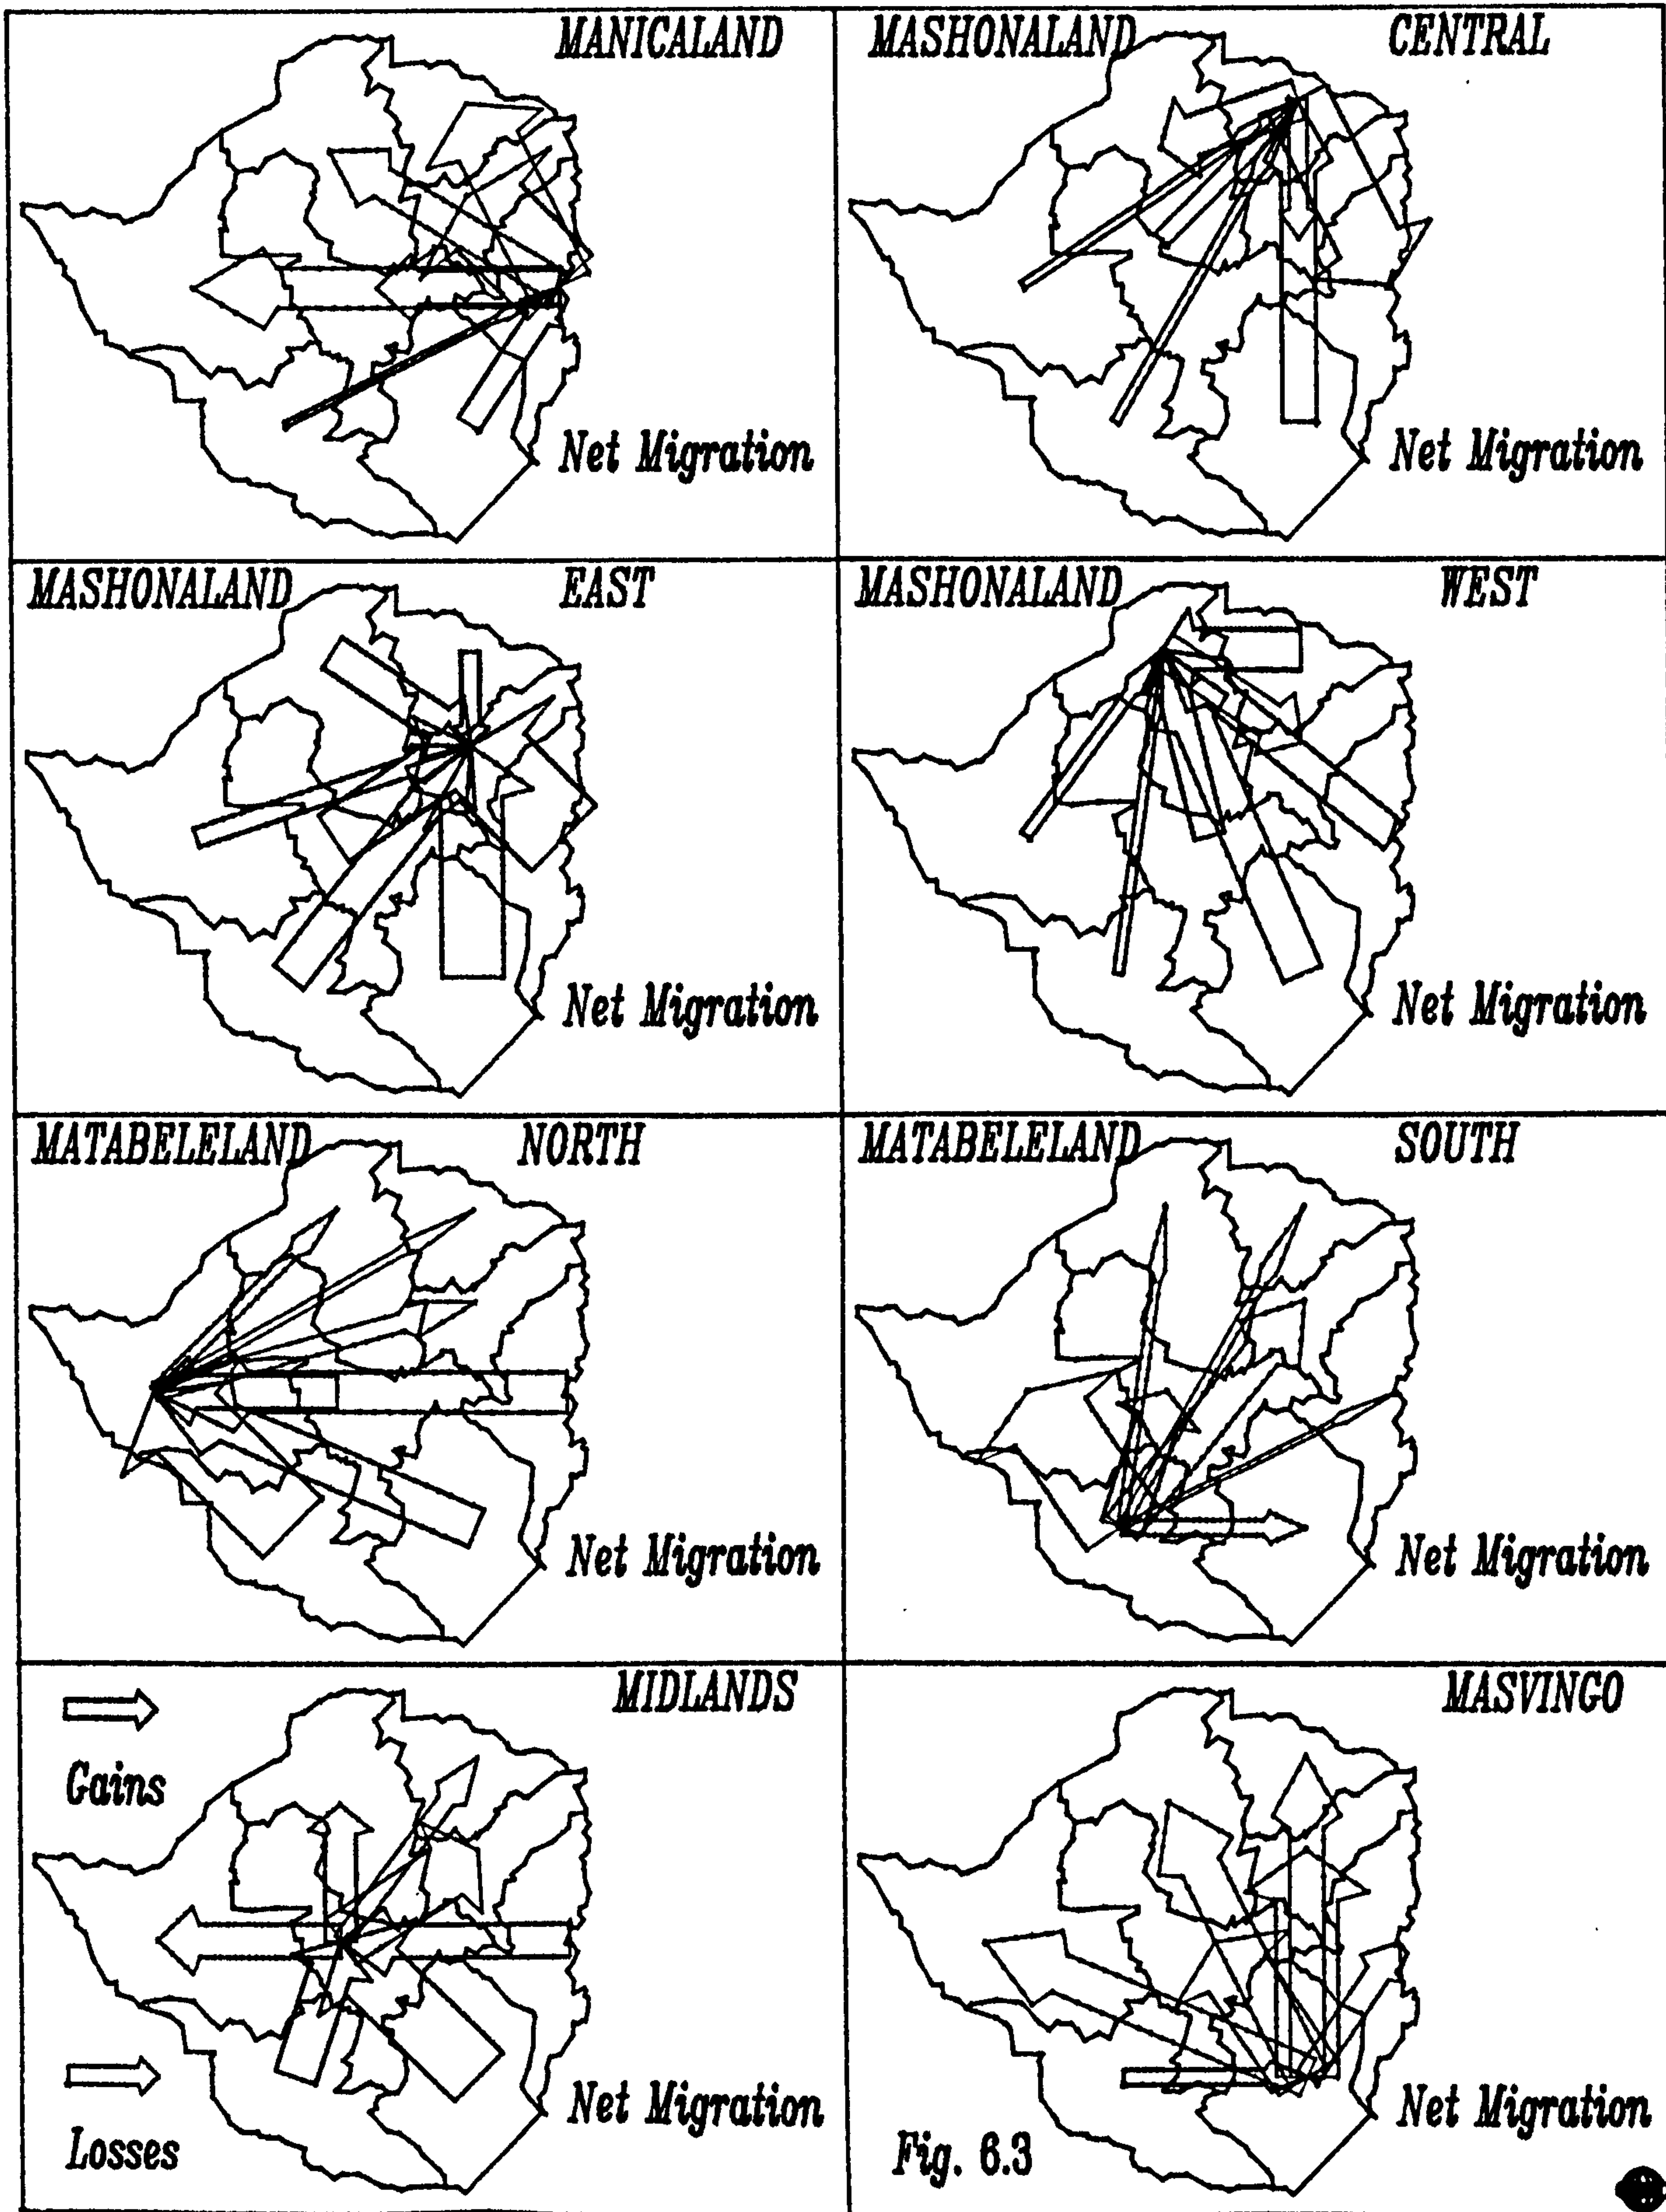 MANICALAND
Net Migration
MASHONALAND CENTRAL
Net Migration
MASHONALAND EAST
Net Migration
MASHONALAND WEST
Net Migration
MATABELELAND NORTH
Net Migration
MATABELELAND SOUTH
Net Migration
MIDLANDS
Gains
Losses
Net Migration
MASVINGO
Net Migration
Fig. 6.3